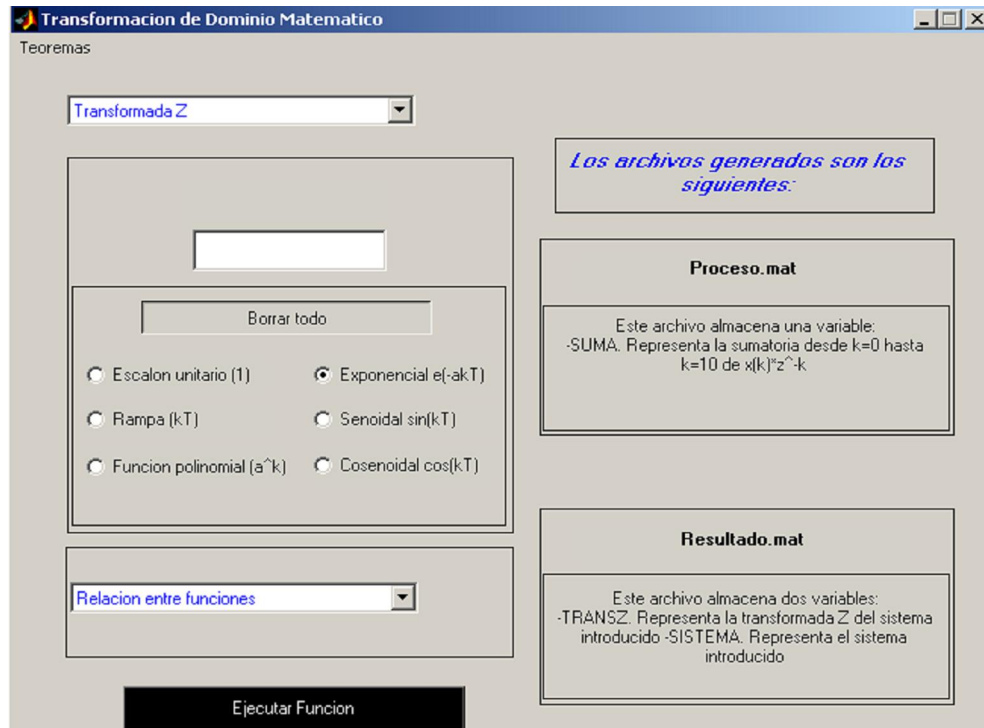 Transformacion de Dominio Matematico
Teoremas
Transformada Z
Borrar todo
Escalon unitario (1)
Exponencial e(-akT)
Rampa (kT)
Senoidal sin(kT)
Funcion polinomial (a^k)
Cosenoidal cos(kT)
Relacion entre funciones
Ejecutar Funcion
Los archivos generados son los
siguientes:
Proceso.mat
Este archivo almacena una variable:
-SUMA. Representa la sumatoria desde k=0 hasta
k=10 de x(k)*z^-k
Resultado.mat
Este archivo almacena dos variables:
-TRANSZ. Representa la transformada Z del sistema
introducido -SISTEMA. Representa el sistema
introducido